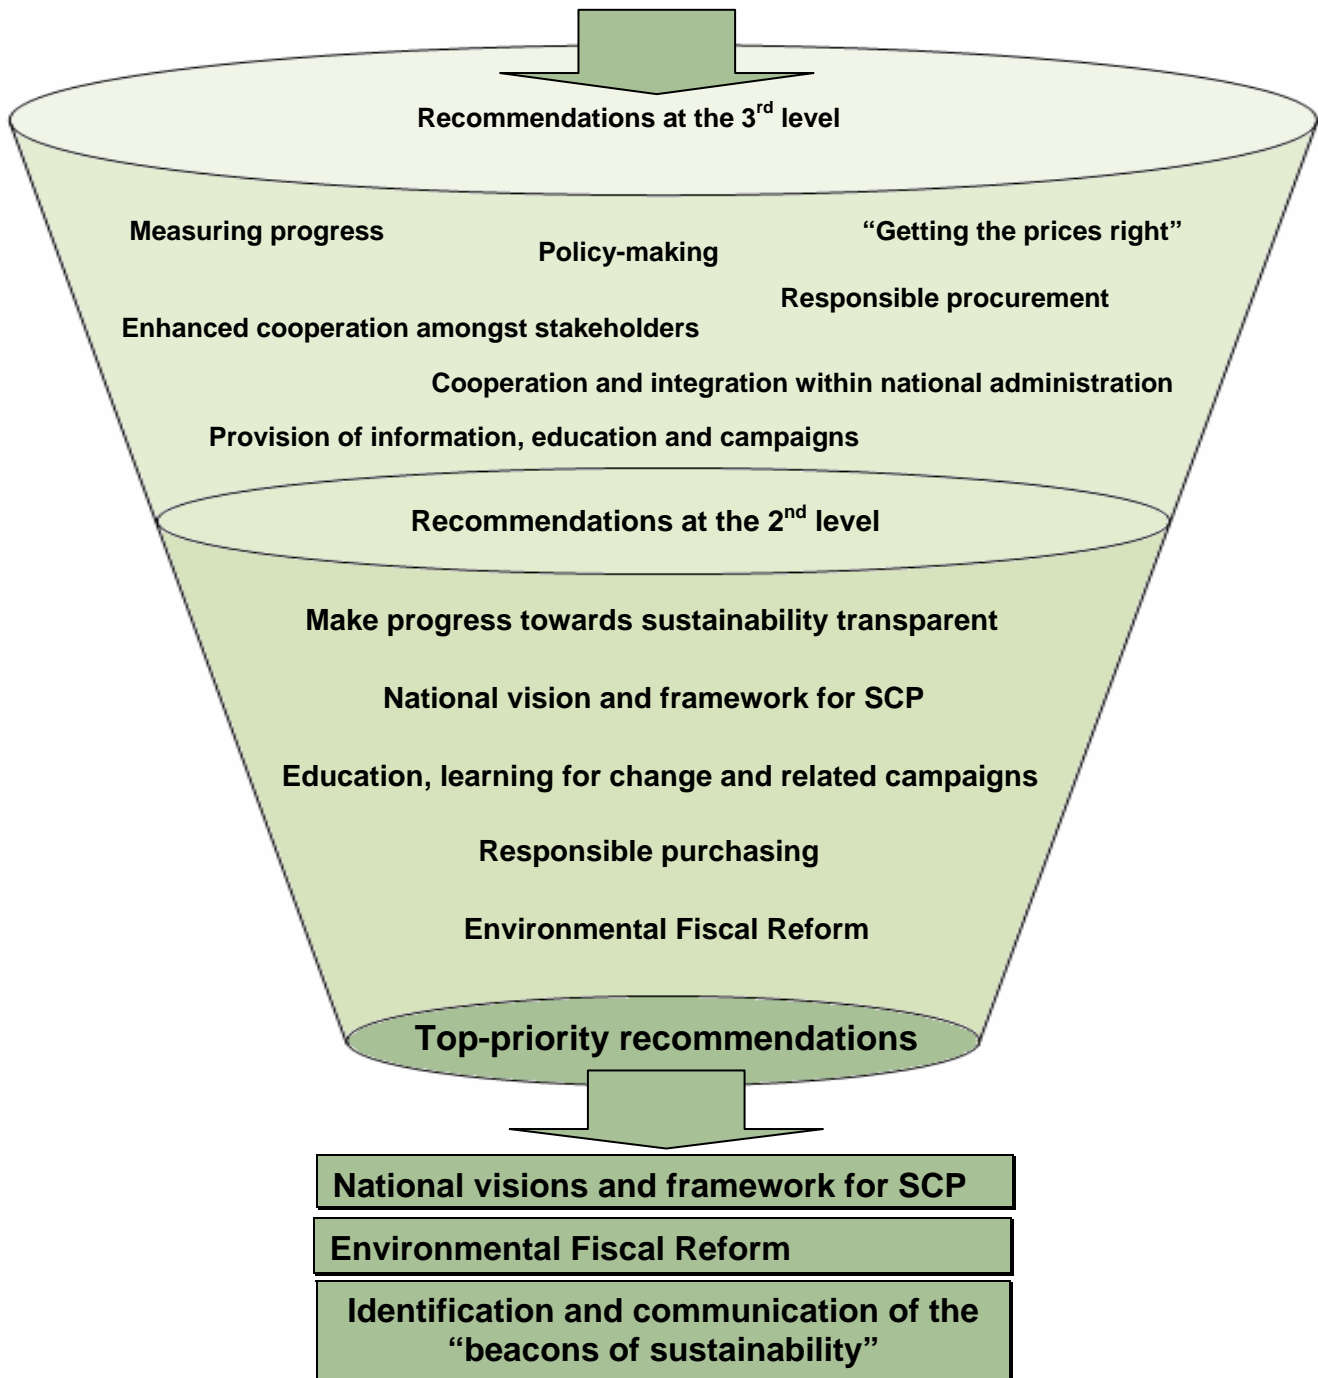 Recommendations at the 3rd level
Measuring progress
“Getting the prices right”
Policy-making
Responsible procurement
Enhanced cooperation amongst stakeholders
Cooperation and integration within national administration
Provision of information, education and campaigns
Recommendations at the 2nd level
Make progress towards sustainability transparent
National vision and framework for SCP
Education, learning for change and related campaigns
Responsible purchasing
Environmental Fiscal Reform
Top-priority recommendations
National visions and framework for SCP
Environmental Fiscal Reform
Identification and communication of the
“beacons of sustainability”